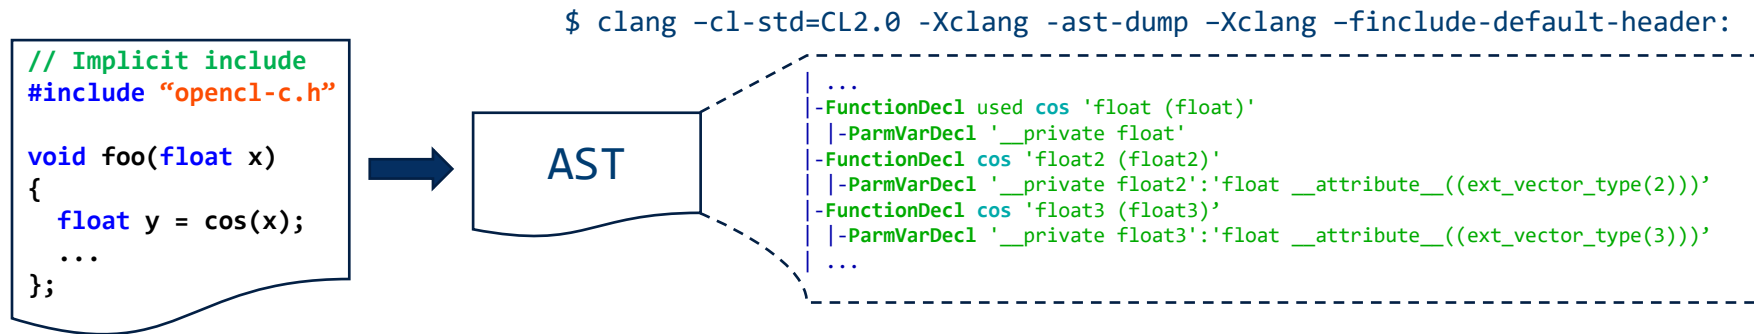 $ clang –cl-std=CL2.0 -Xclang -ast-dump –Xclang –finclude-default-header:
// Implicit include
#include “opencl-c.h”
void foo(float x)
{
float y = cos(x);
...
};
AST
| ...
|-FunctionDecl used cos 'float (float)'
| |-ParmVarDecl '__private float'
|-FunctionDecl cos 'float2 (float2)'
| |-ParmVarDecl '__private float2':'float __attribute__((ext_vector_type(2)))’
|-FunctionDecl cos 'float3 (float3)’
| |-ParmVarDecl '__private float3':'float __attribute__((ext_vector_type(3)))’
| ...